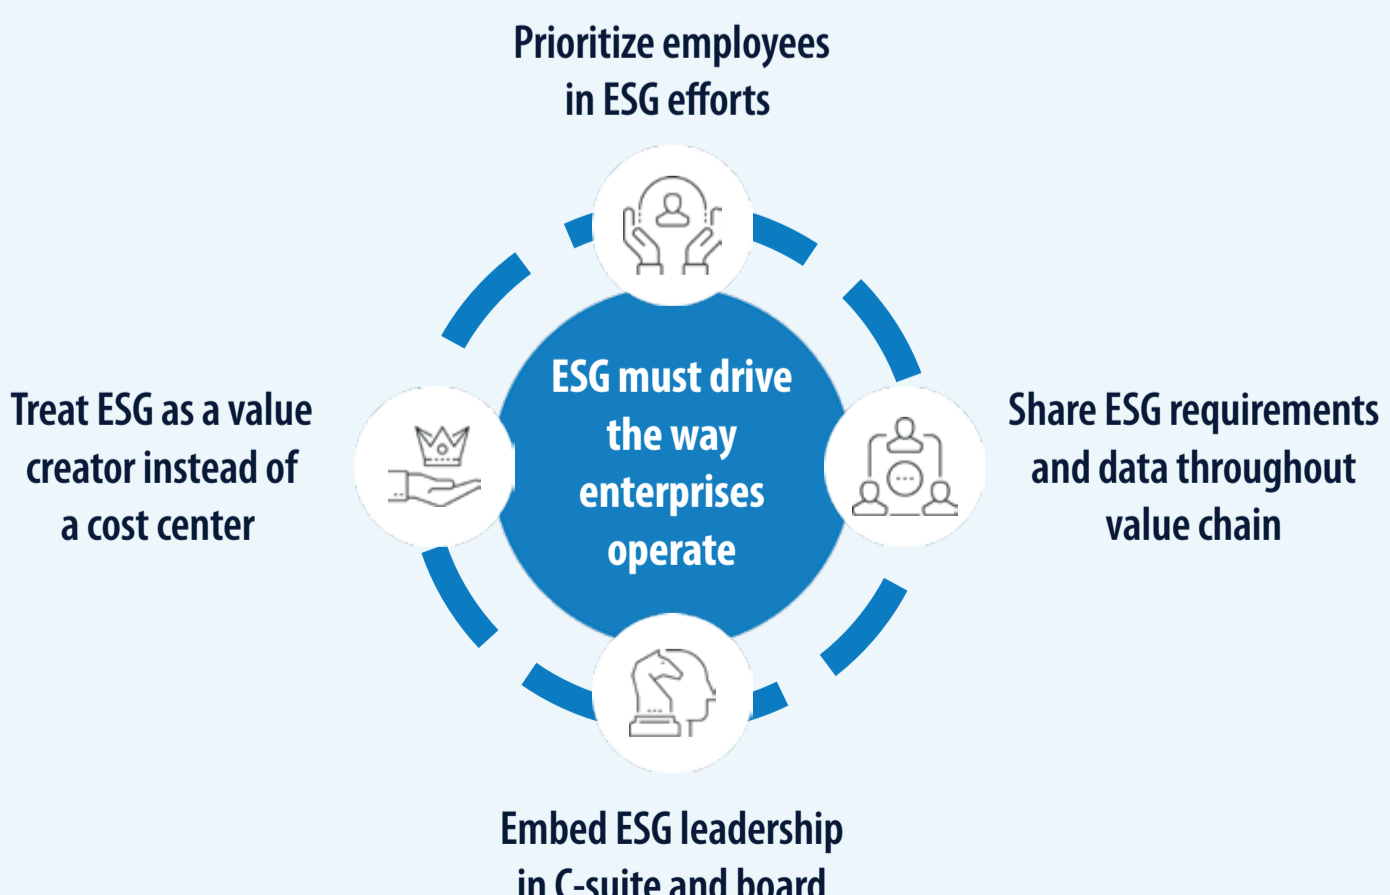 Prioritize employees
in ESG efforts
Treat ESG as a value
creator instead of
a cost center
ESG must drive
the way
enterprises
operate
Share ESG requirements
and data throughout
value chain
Embed ESG leadership
in C-suite and board